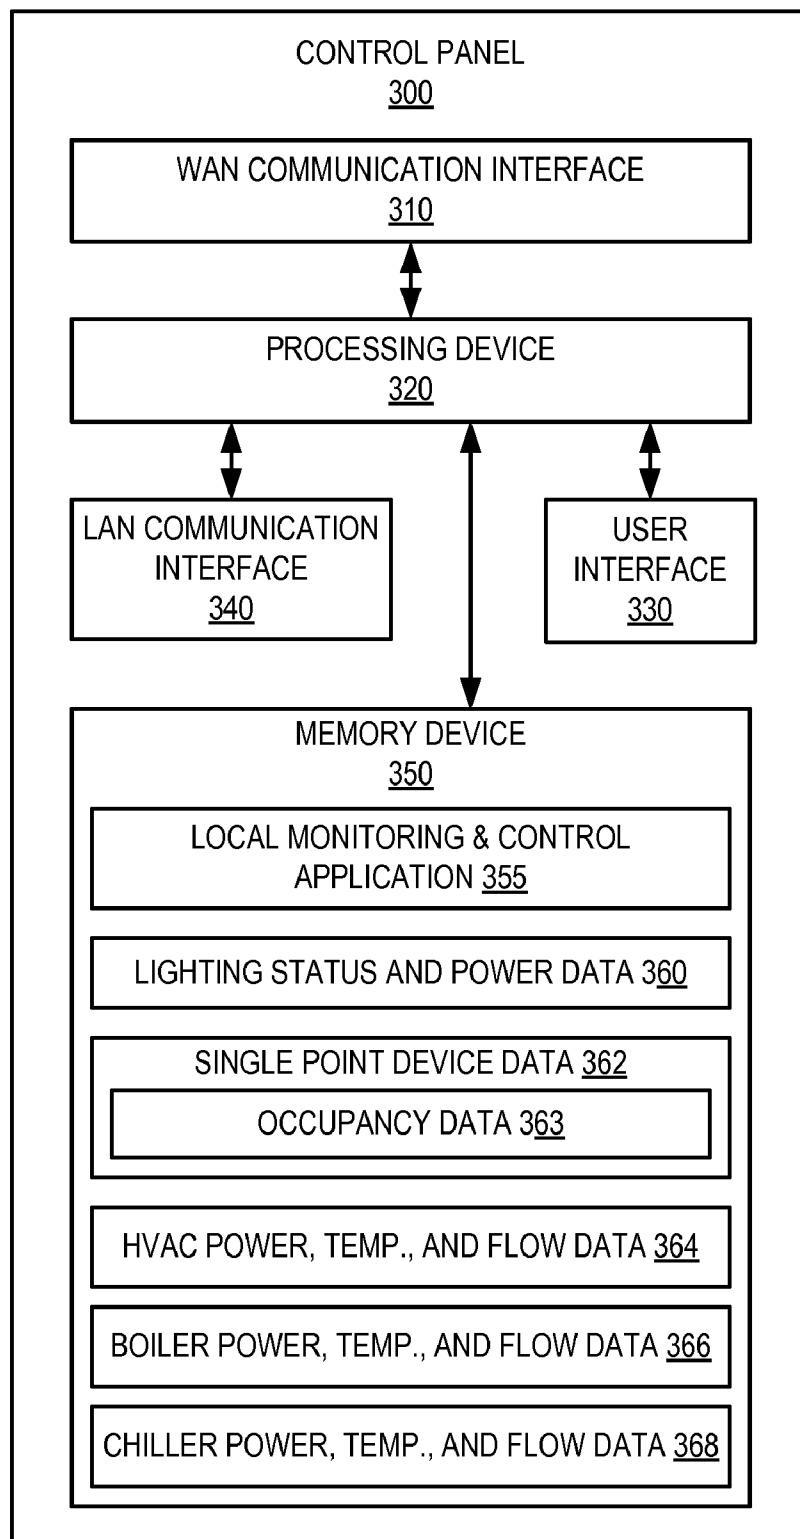 CONTROL PANEL
300
WAN COMMUNICATION INTERFACE
310
PROCESSING DEVICE
320
LAN COMMUNICATION
INTERFACE
340
USER
INTERFACE
330
MEMORY DEVICE
350
LOCAL MONITORING & CONTROL
APPLICATION 355
LIGHTING STATUS AND POWER DATA 360
SINGLE POINT DEVICE DATA 362
OCCUPANCY DATA 363
HVAC POWER, TEMP., AND FLOW DATA 364
BOILER POWER, TEMP., AND FLOW DATA 366
CHILLER POWER, TEMP., AND FLOW DATA 368